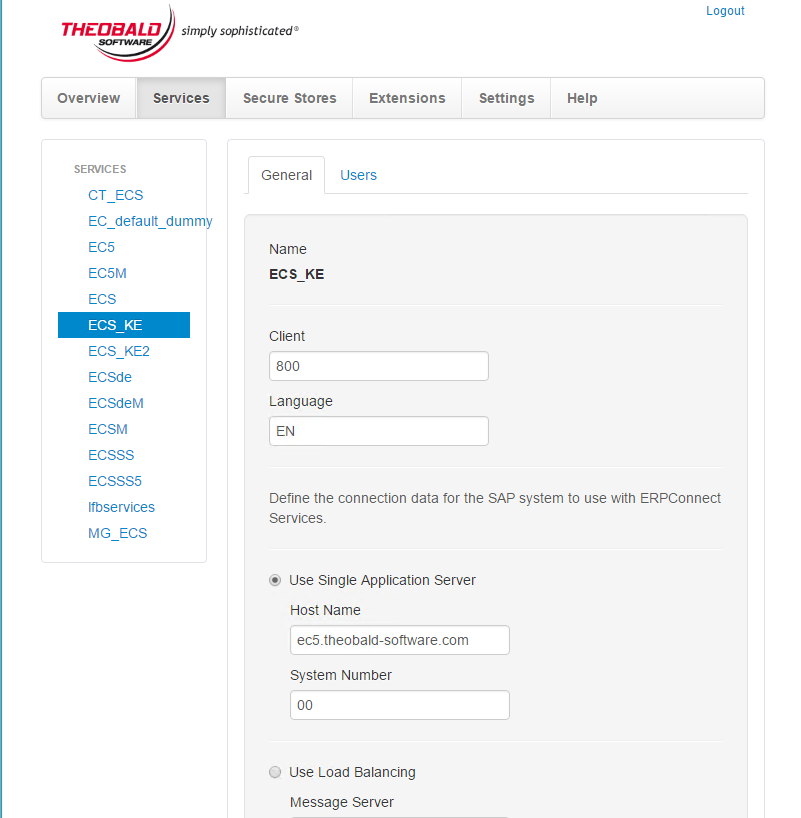 Logout
THEOBALD
SOFTWARE
simply sophisticated®
Overview Services Secure Stores Extensions Settings Help
SERVICES
CT_ECS
EC_default_dummy
EC5
EC5M
ECS
ECS_KE
ECS_KE2
ECSde
ECSdeM
ECSM
ECSSS
ECSSS5
lfbservices
MG_ECS
General Users
Name
ECS_KE
Client
800
Language
EN
Define the connection data for the SAP system to use with ERPConnect
Services.
Use Single Application Server
Host Name
ec5.theobald-software.com
System Number
00
Use Load Balancing
Message Server